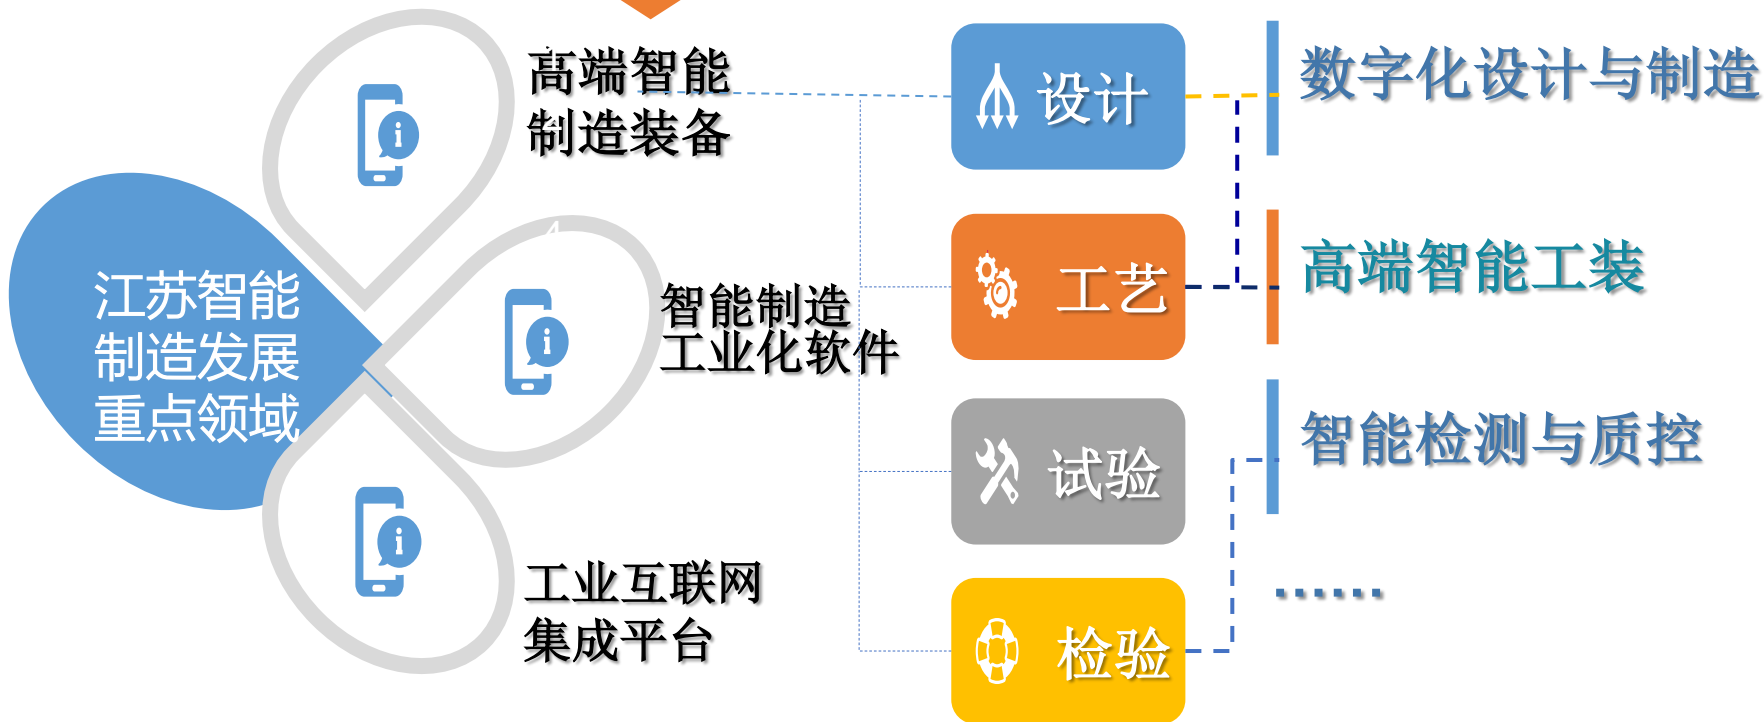 江苏智能
制造发展
重点领域
高端智能
制造装备
智能制造
工业化软件
工业互联网
集成平台
设计
工艺
试验
检验
数字化设计与制造
高端智能工装
智能检测与质控
……